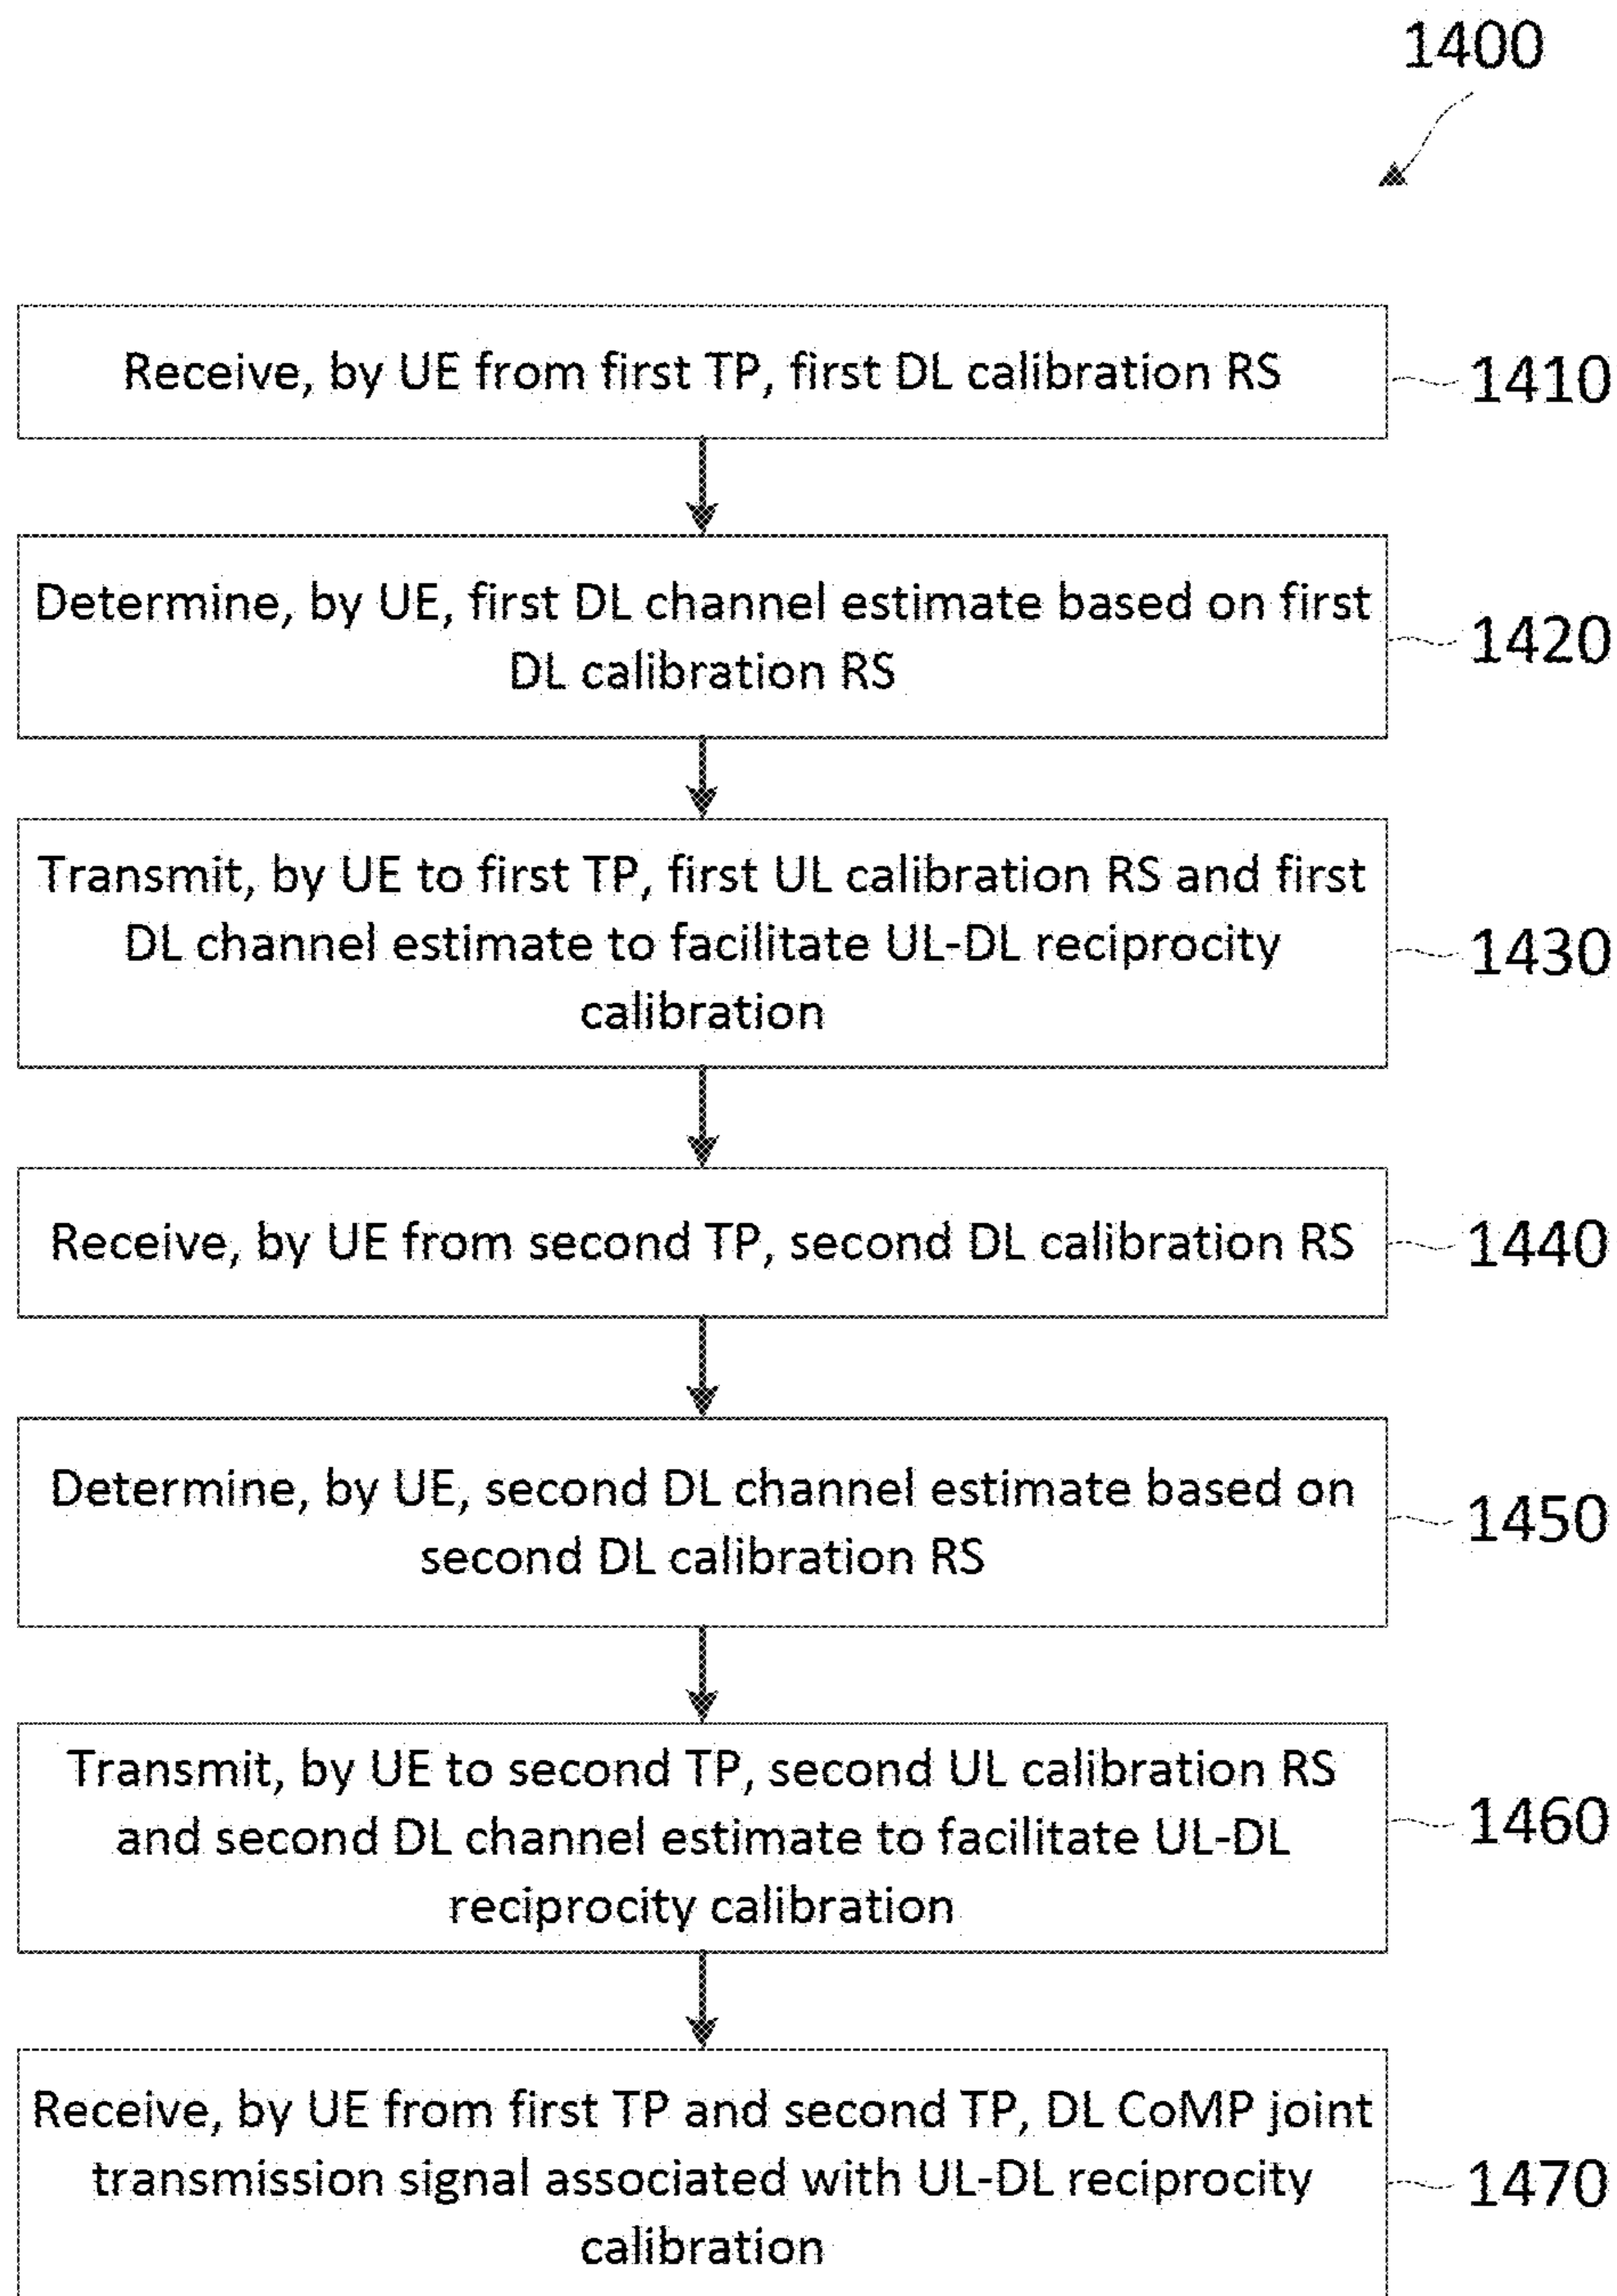 1400
Receive, by UE from first TP, first DL calibration RS
1410
Determine, by UE, first DL channel estimate based on first
DL calibration RS
1420
Transmit, by UE to first TP, first UL calibration RS and first
DL channel estimate to facilitate UL-DL reciprocity
calibration
1430
Receive, by UE from second TP, second DL calibration RS
1440
Determine, by UE, second DL channel estimate based on
second DL calibration RS
1450
Transmit, by UE to second TP, second UL calibration RS
and second DL channel estimate to facilitate UL-DL
reciprocity calibration
1460
Receive, by UE from first TP and second TP, DL CoMP joint
transmission signal associated with UL-DL reciprocity
calibration
1470